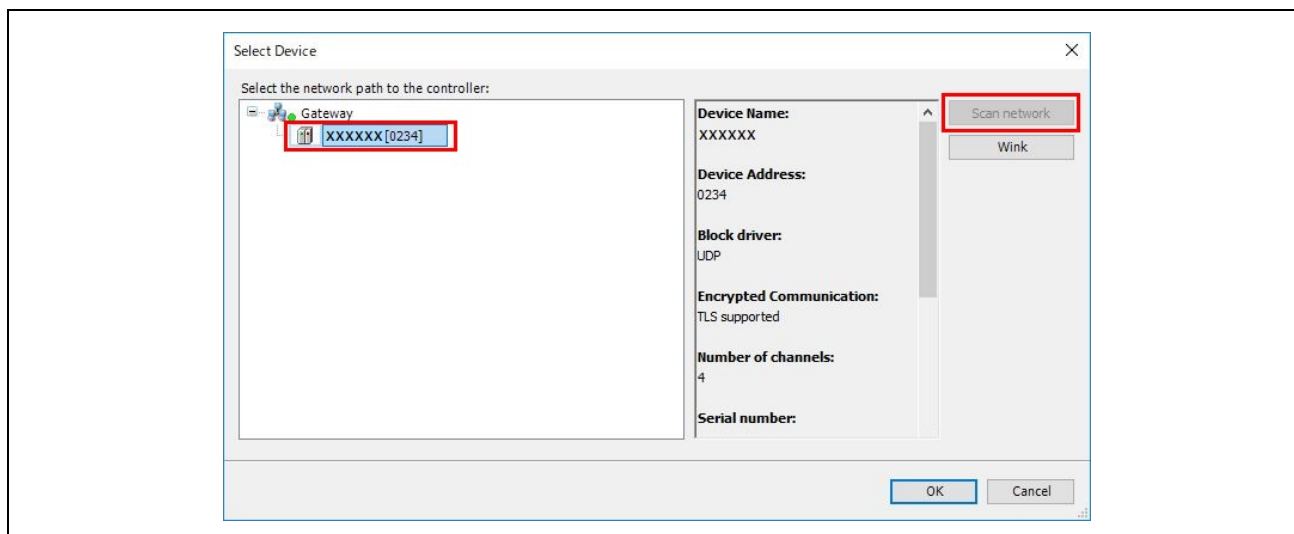 Select Device
Select the network path to the controller:
Gateway
XXXXXX[0234]
Device Name:
XXXXXX
Device Address:
0234
Block driver:
UDP
Encrypted Communication:
TLS supported
Number of channels:
4
Serial number:
Scan network
Wink
OK
Cancel